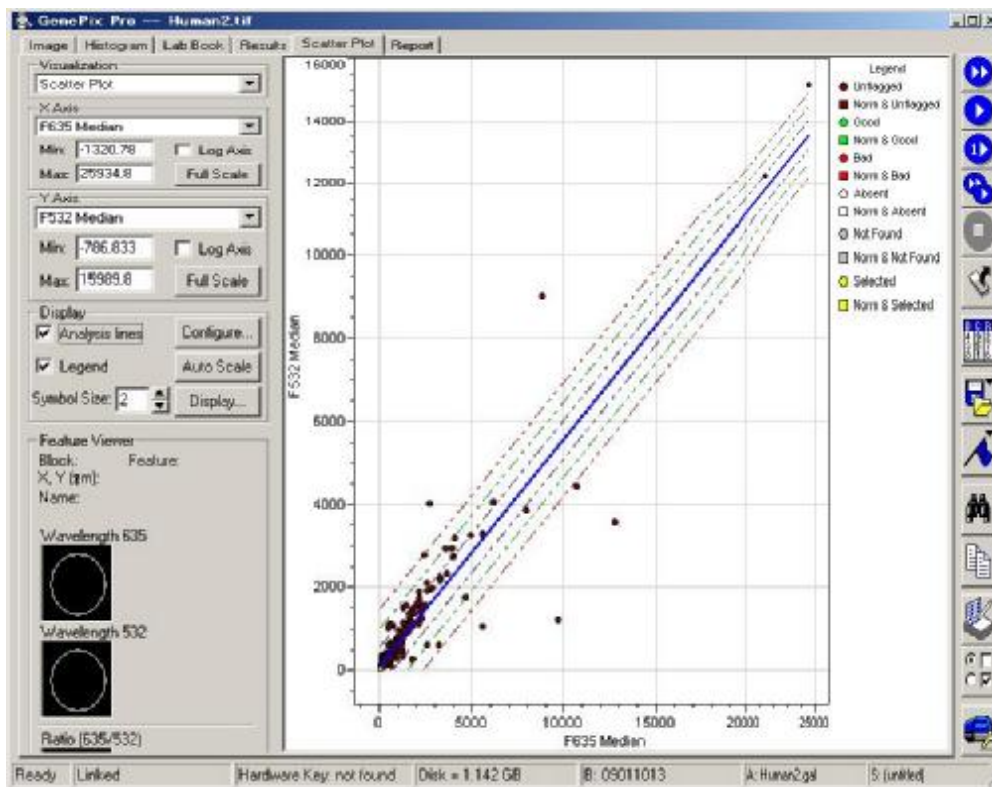 GenePix Pro --- Human2.tif
Image Histogram Lab Book Results Scatter Plot Report
Visualization
Scatter Plot
X Axis
F635 Median
Min: -1320.78 Log Axis
Max: 25934.8 Full Scale
Y Axis
F532 Median
Min: -786.833 Log Axis
Max: 15989.8 Full Scale
Display
Analysis lines Configure...
Legend Auto Scale
Symbol Size: 2 Display...
Feature Viewer
Block: Feature:
X, Y (µm):
Name:
Wavelength 635
Wavelength 532
Ratio (635/532)
16000
14000
12000
10000
8000
6000
4000
2000
0
F532 Median
0 5000 10000 15000 20000 25000
F635 Median
Legend
Unflagged
Norm & Unflagged
Good
Norm & Good
Bad
Norm & Bad
Absent
Norm & Absent
Not Found
Norm & Not Found
Selected
Norm & Selected
Ready Linked Hardware Key: not found Disk = 1.142 GB B: 09011013 A: Human2.gal S: (untitled)